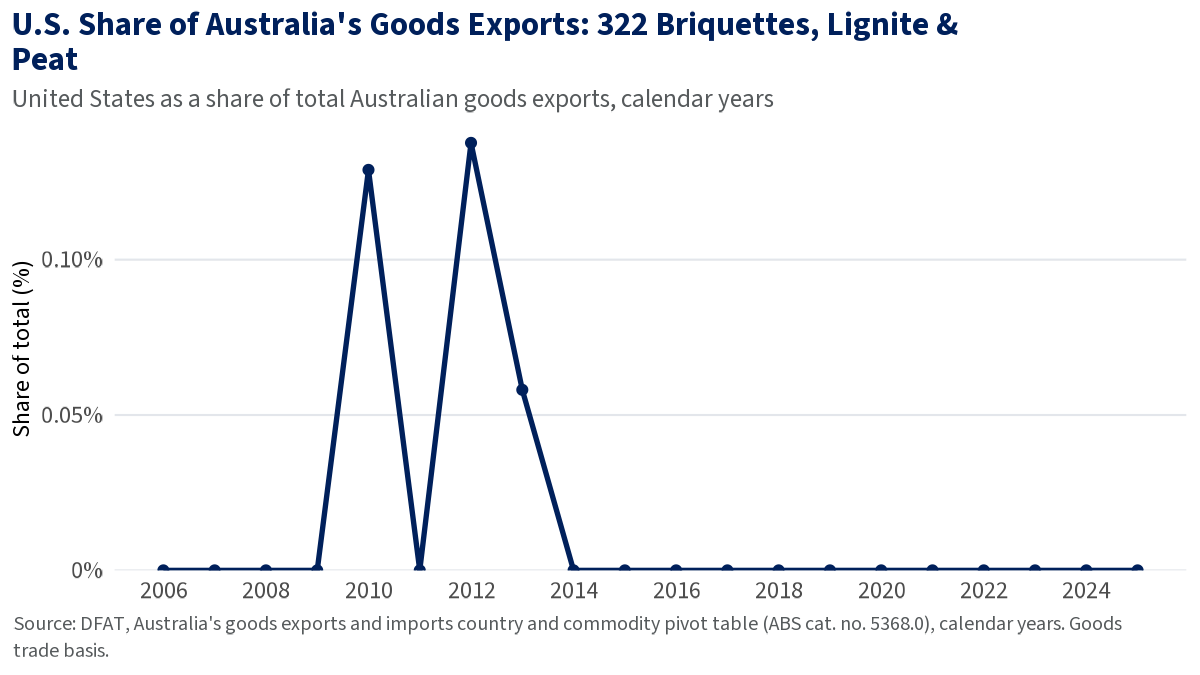 U.S. Share of Australia's Goods Exports: 322 Briquettes, Lignite &
Peat
United States as a share of total Australian goods exports, calendar years
Share of total (%)
0.10%
0.05%
0%
2006 2008 2010 2012 2014 2016 2018 2020 2022 2024
Source: DFAT, Australia's goods exports and imports country and commodity pivot table (ABS cat. no. 5368.0), calendar years. Goods
trade basis.